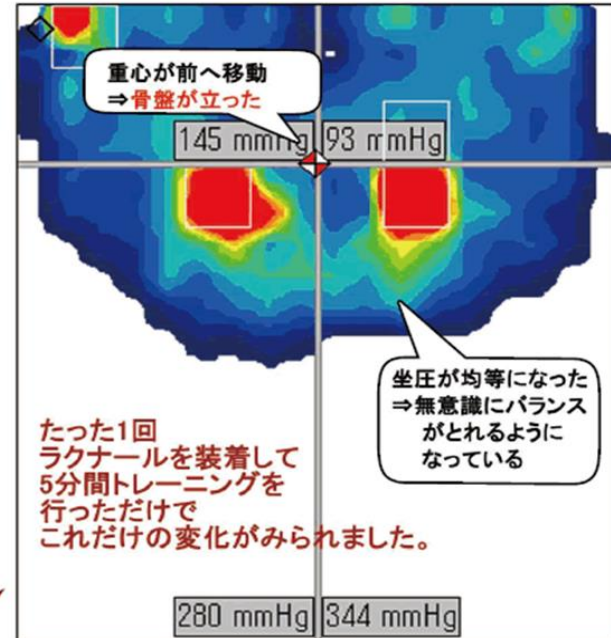 重心が前へ移動
⇒骨盤が立った
145 mmHg 93 mmHg
坐圧が均等になった
⇒無意識にバランス
がとれるように
なっている
たった1回
ラクナールを装着して
5分間トレーニングを
行っただけで
これだけの変化がみられました。
280 mmHg 344 mmHg